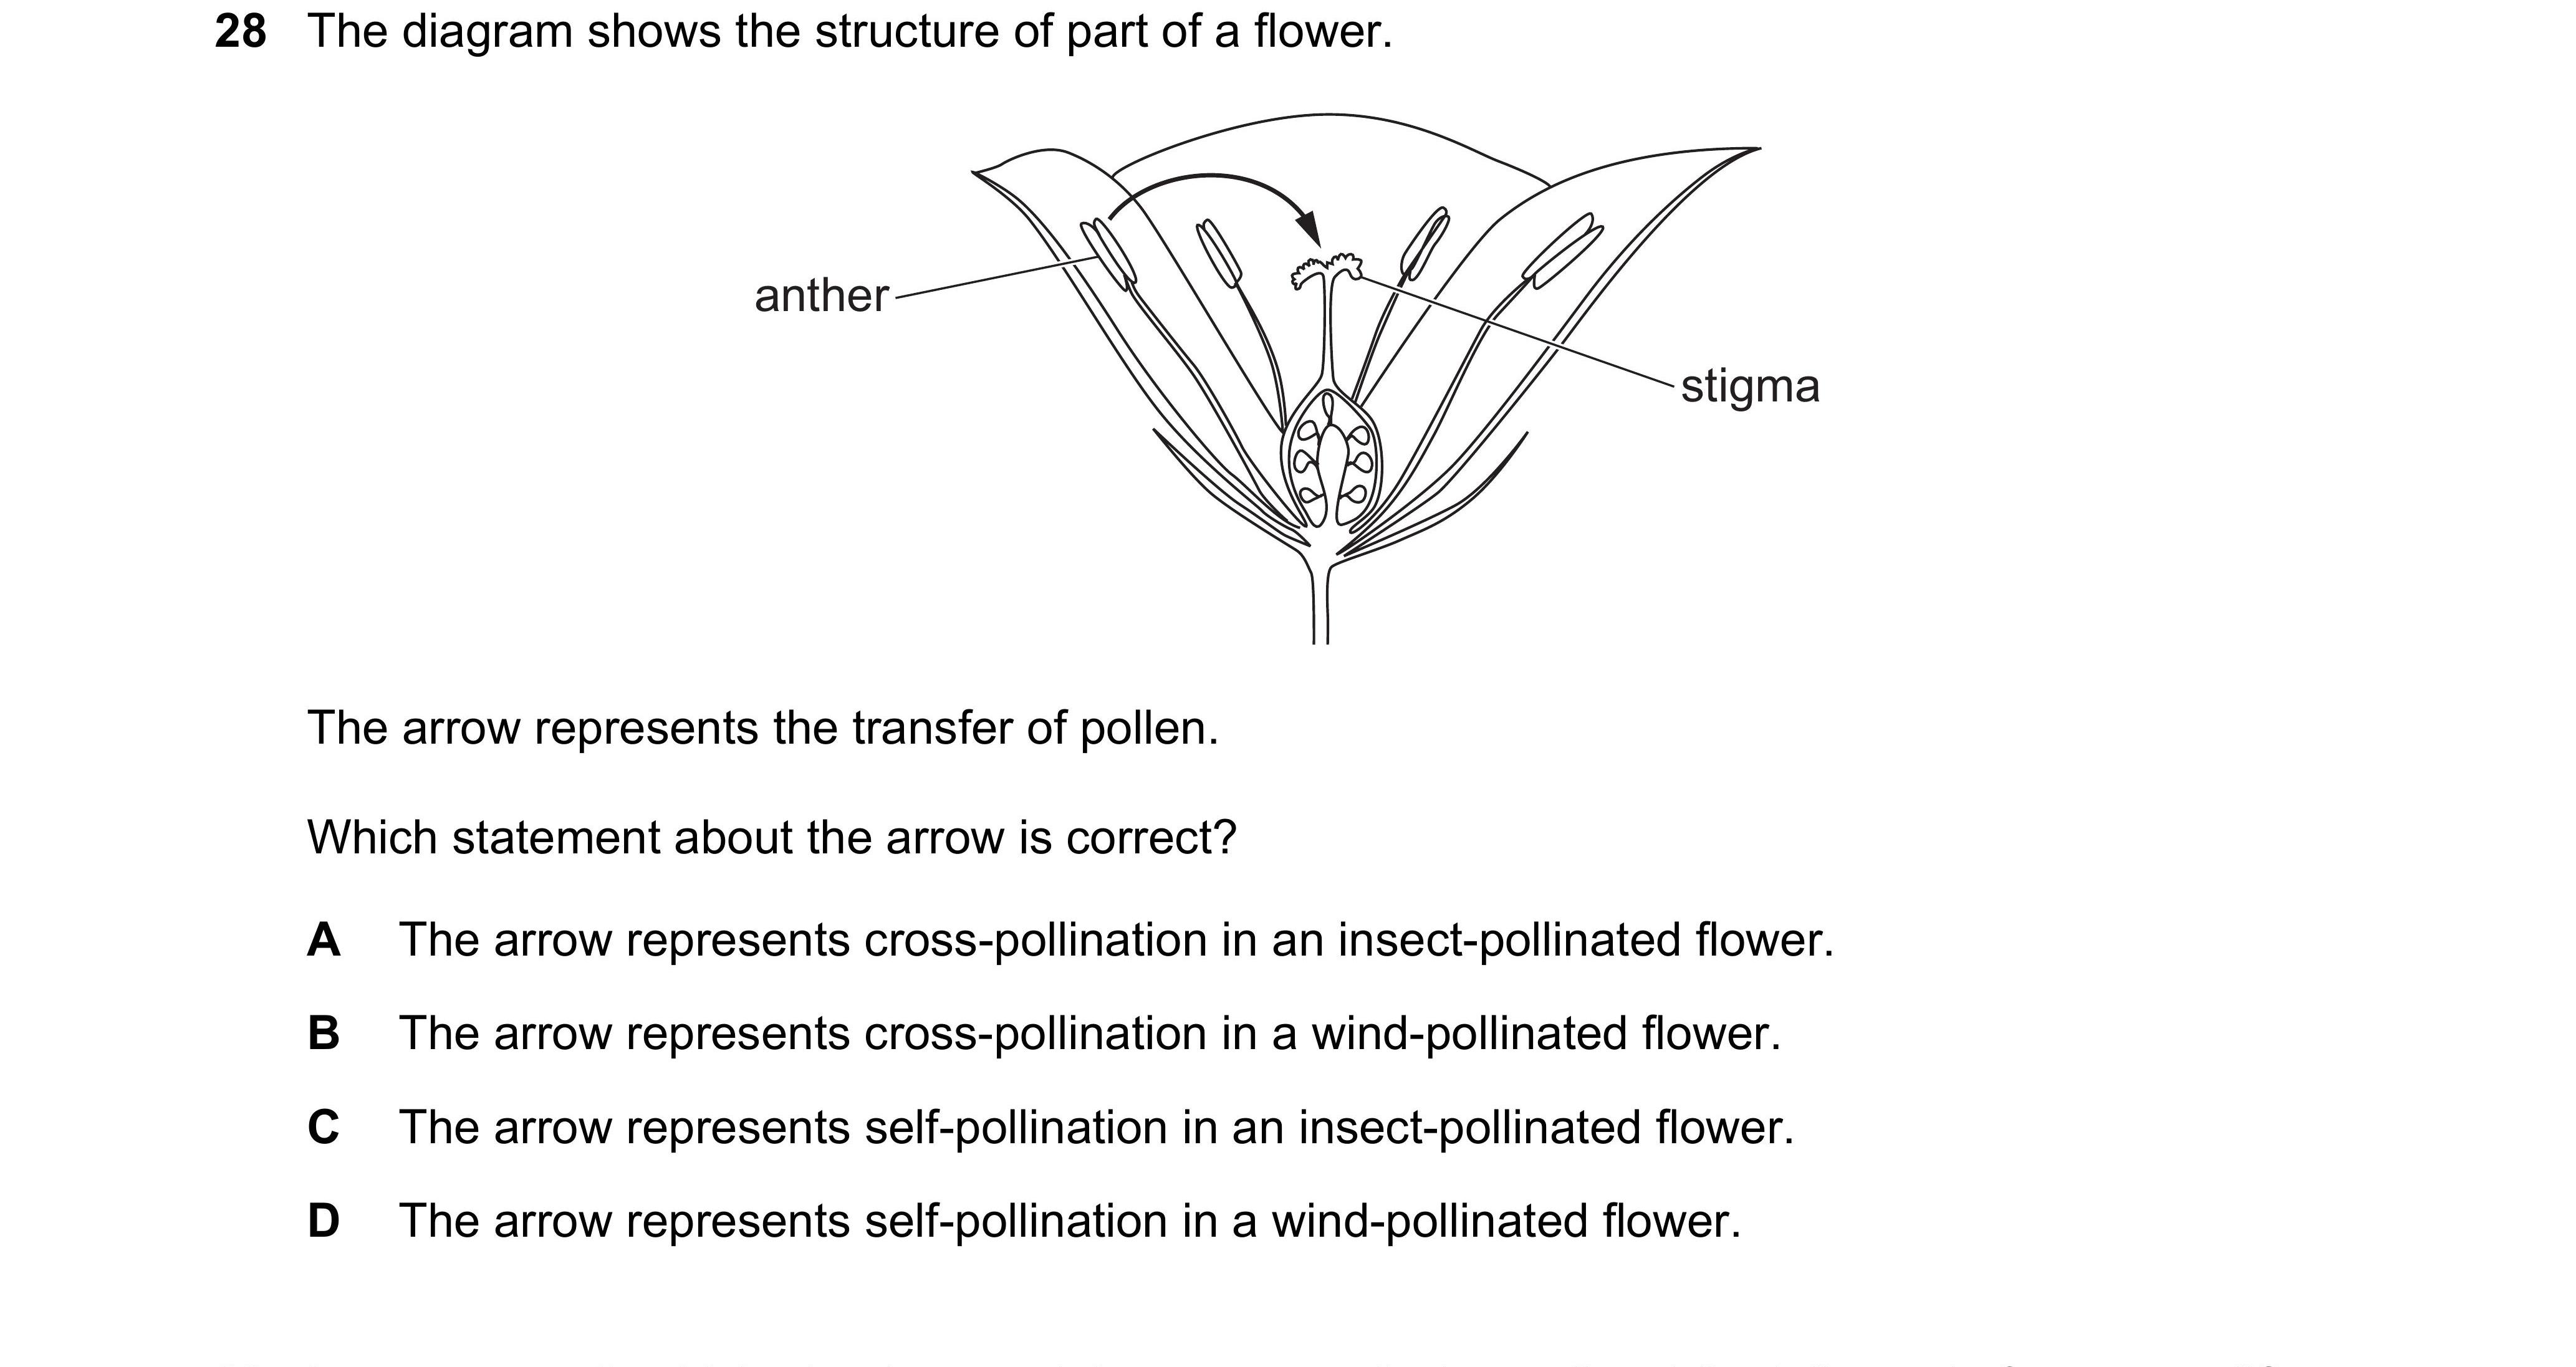 28 The diagram shows the structure of part of a flower.
anther
stigma
The arrow represents the transfer of pollen.
Which statement about the arrow is correct?
A The arrow represents cross-pollination in an insect-pollinated flower.
B The arrow represents cross-pollination in a wind-pollinated flower.
C The arrow represents self-pollination in an insect-pollinated flower.
D The arrow represents self-pollination in a wind-pollinated flower.